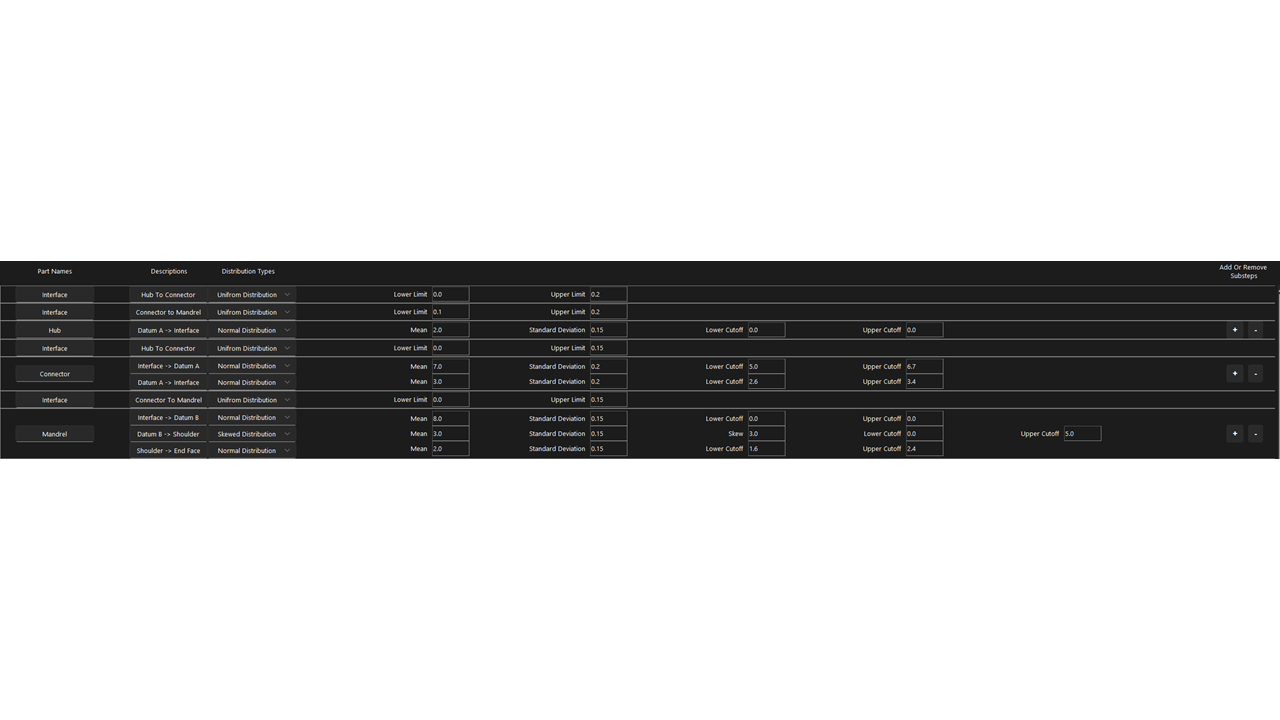 Part Names Descriptions Distribution Types Add Or Remove Substeps
Interface Hub To Connector Unifrom Distribution Lower Limit 0.0 Upper Limit 0.2
Interface Connector to Mandrel Unifrom Distribution Lower Limit 0.1 Upper Limit 0.2
Hub Datum A -> Interface Normal Distribution Mean 2.0 Standard Deviation 0.15 Lower Cutoff 0.0 Upper Cutoff 0.0 + -
Interface Hub To Connector Unifrom Distribution Lower Limit 0.0 Upper Limit 0.15
Connector
Interface -> Datum A Normal Distribution Mean 7.0 Standard Deviation 0.2 Lower Cutoff 5.0 Upper Cutoff 6.7 + -
Datum A -> Interface Normal Distribution Mean 3.0 Standard Deviation 0.2 Lower Cutoff 2.6 Upper Cutoff 3.4
Interface Connector To Mandrel Unifrom Distribution Lower Limit 0.0 Upper Limit 0.15
Interface -> Datum B Normal Distribution Mean 8.0 Standard Deviation 0.15 Lower Cutoff 0.0 Upper Cutoff 0.0
Mandrel Datum B -> Shoulder Skewed Distribution Mean 3.0 Standard Deviation 0.15 Skew 3.0 Lower Cutoff 0.0 Upper Cutoff 5.0 + -
Shoulder -> End Face Normal Distribution Mean 2.0 Standard Deviation 0.15 Lower Cutoff 1.6 Upper Cutoff 2.4